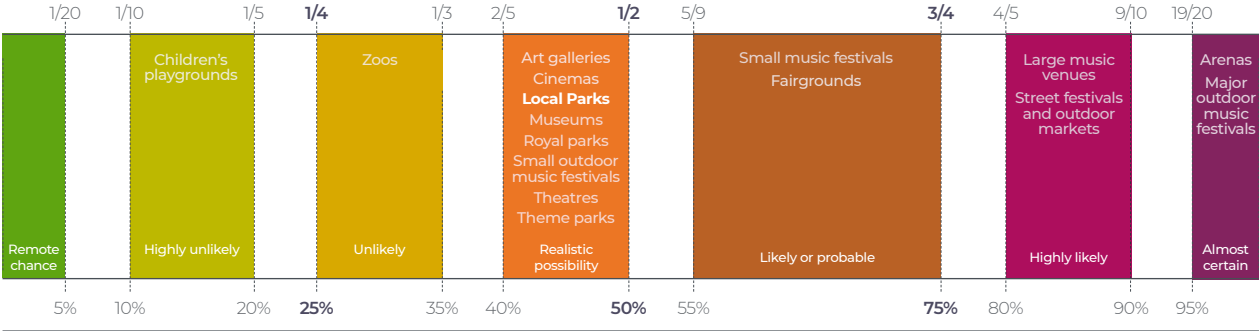 1/20 1/10 1/5 1/4 1/3 2/5 1/2 5/9 3/4 4/5 9/10 19/20
Remote
chance
Children's
playgrounds
Highly unlikely
Zoos
Unlikely
Art galleries
Cinemas
Local Parks
Museums
Royal parks
Small outdoor
music festivals
Theatres
Theme parks
Realistic
possibility
Small music festivals
Fairgrounds
Likely or probable
Large music
venues
Street festivals
and outdoor
markets
Highly likely
Arenas
Major
outdoor
music
festivals
Almost
certain
5% 10% 20% 25% 35% 40% 50% 55% 75% 80% 90% 95%